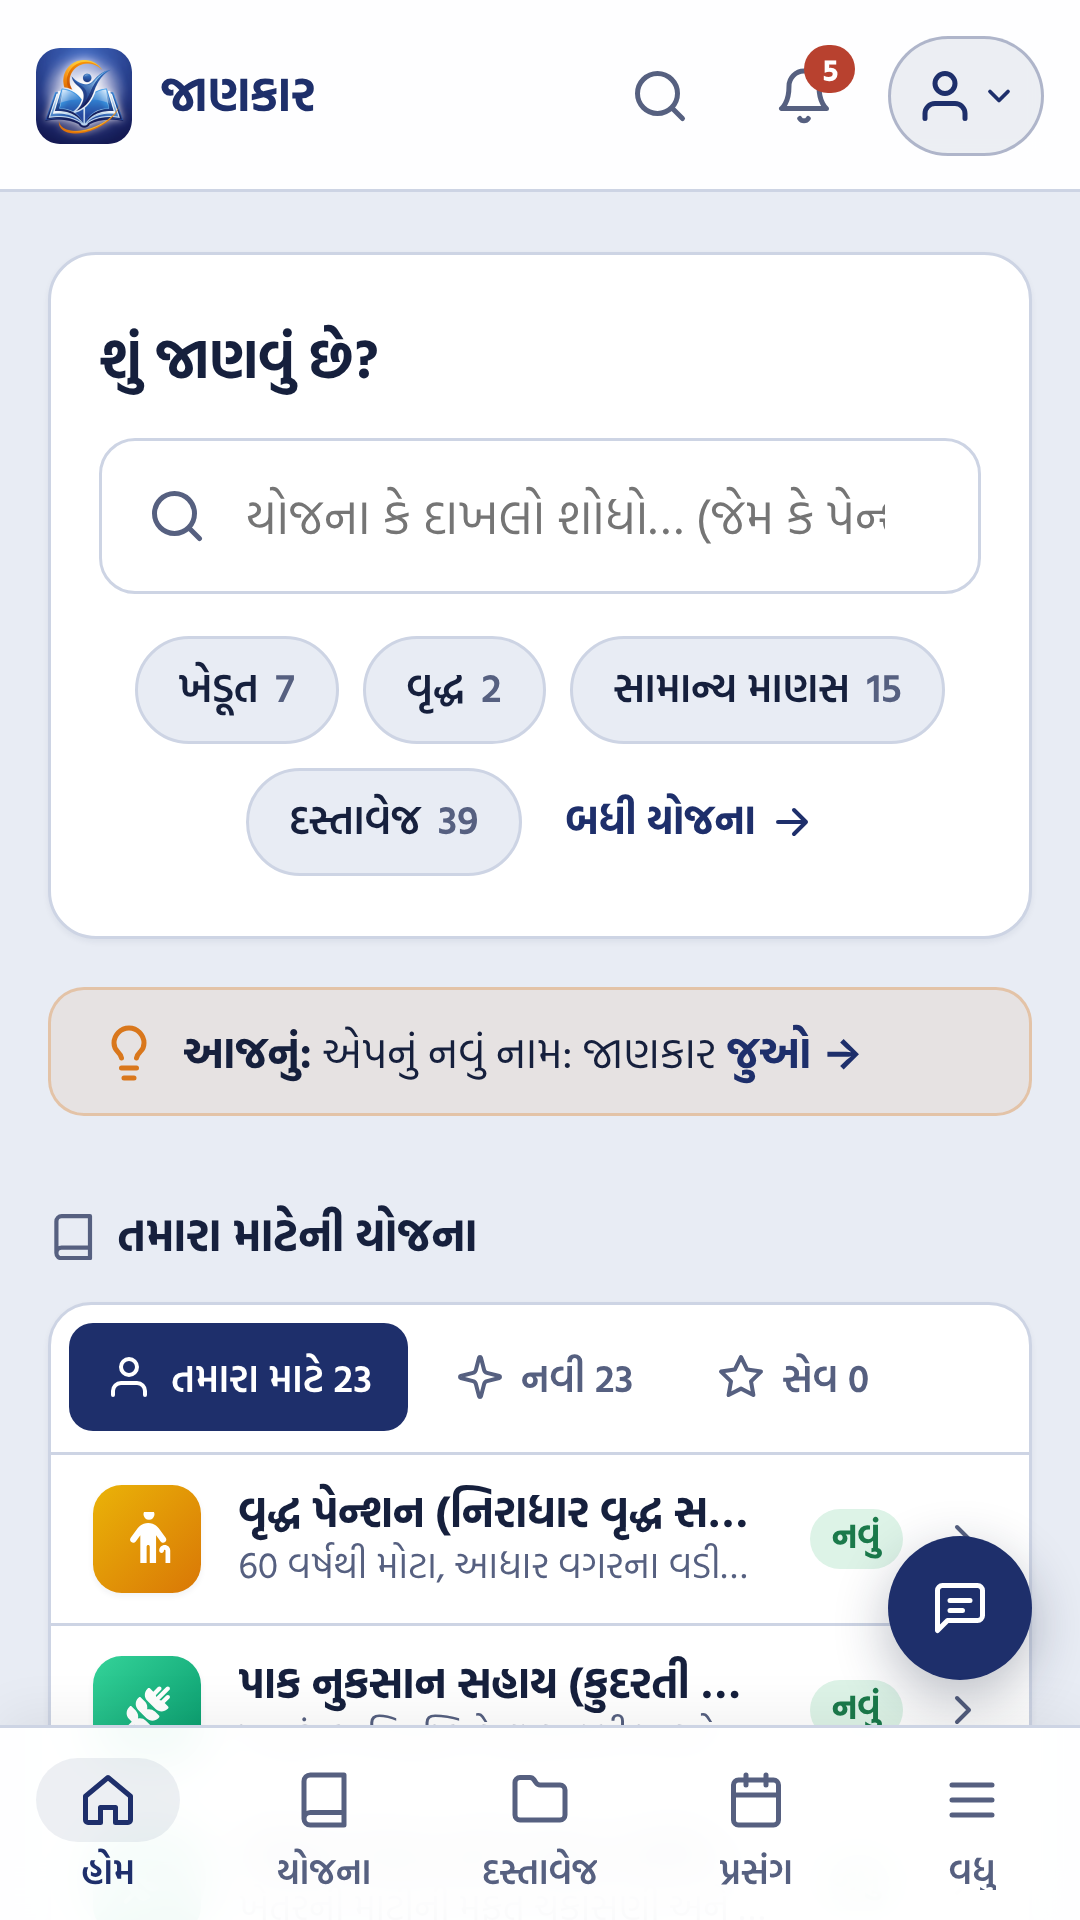 જાણકાર
5
શું જાણવું છે?
યોજના કે દાખલો શોધો... (જેમ કે પેન્
ખેડૂત 7
વૃદ્ધ 2
સામાન્ય માણસ 15
દસ્તાવેજ 39
બધી યોજના →
આજનું: એપનું નવું નામ: જાણકાર જુઓ →
તમારા માટેની યોજના
તમારા માટે 23
નવી 23
સેવ 0
વૃદ્ધ પેન્શન (નિરાધાર વૃદ્ધ સ...
નવું
60 વર્ષથી મોટા, આધાર વગરના વડી...
પાક નુકસાન સહાય (કુદરતી ...
નવું
હોમ
યોજના
દસ્તાવેજ
પ્રસંગ
વધુ